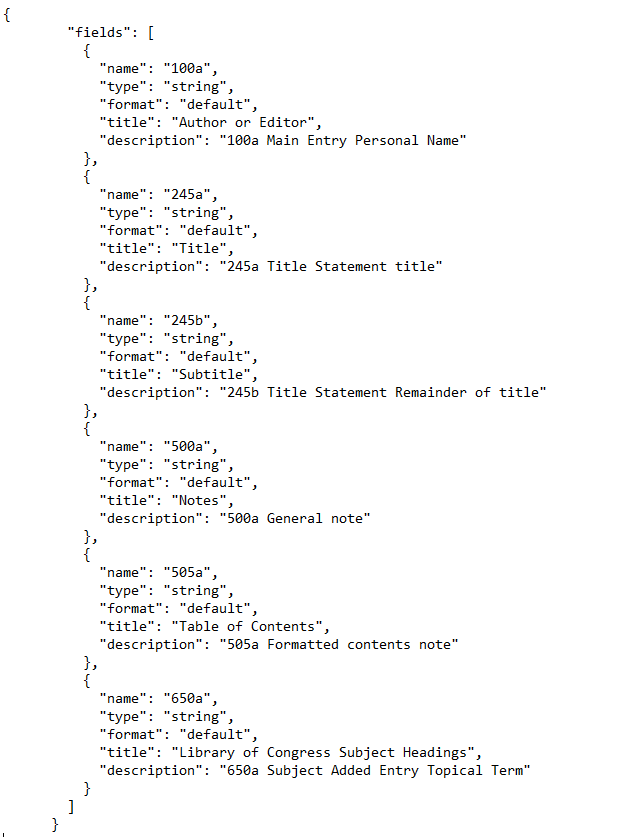 {
"fields": [
{
"name": "100a",
"type": "string",
"format": "default",
"title": "Author or Editor",
"description": "100a Main Entry Personal Name"
},
{
"name": "245a",
"type": "string",
"format": "default",
"title": "Title",
"description": "245a Title Statement title"
},
{
"name": "245b",
"type": "string",
"format": "default",
"title": "Subtitle",
"description": "245b Title Statement Remainder of title"
},
{
"name": "500a",
"type": "string",
"format": "default",
"title": "Notes",
"description": "500a General note"
},
{
"name": "505a",
"type": "string",
"format": "default",
"title": "Table of Contents",
"description": "505a Formatted contents note"
},
{
"name": "650a",
"type": "string",
"format": "default",
"title": "Library of Congress Subject Headings",
"description": "650a Subject Added Entry Topical Term"
}
]
}